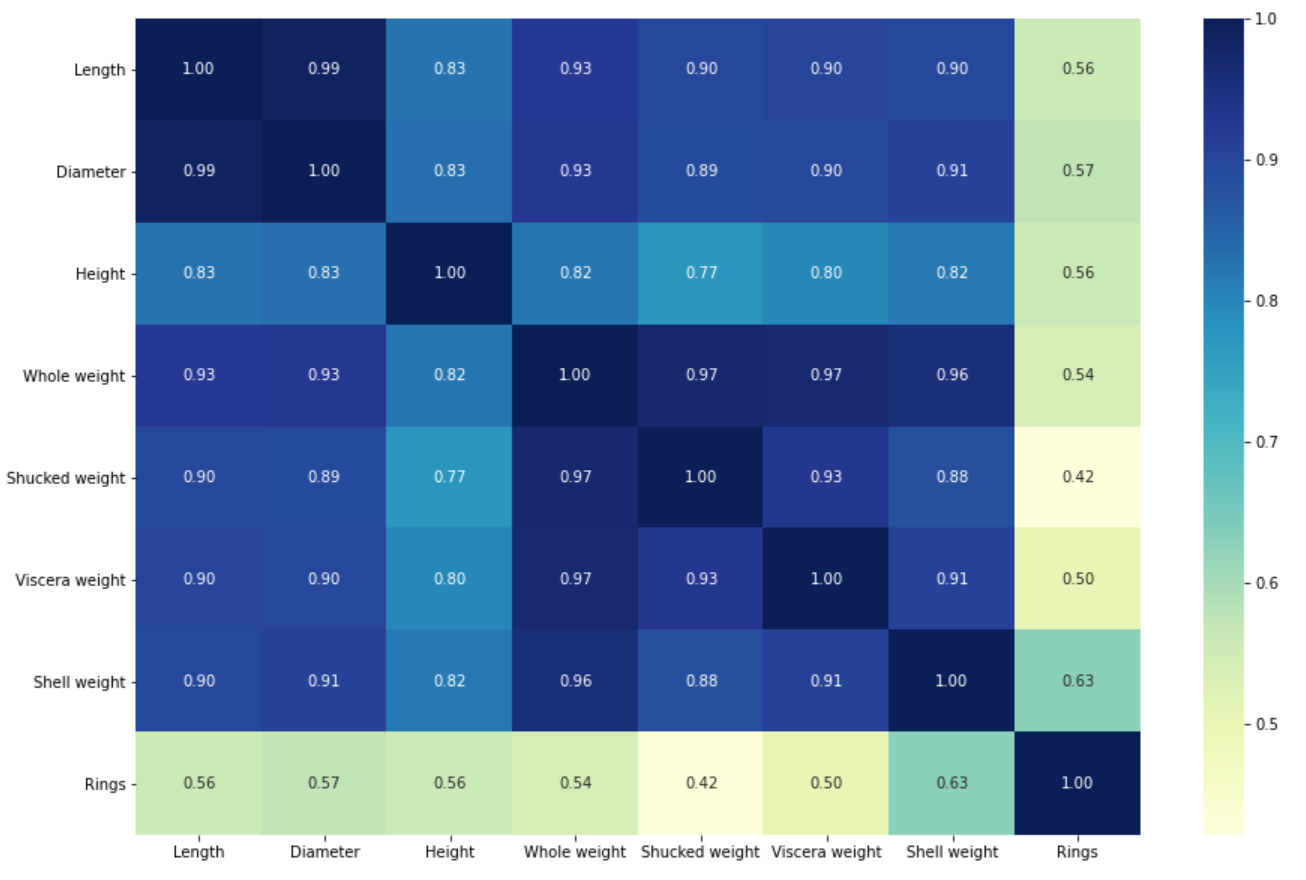 Length 1.00 0.99 0.83 0.93 0.90 0.90 0.90 0.56
Diameter 0.99 1.00 0.83 0.93 0.89 0.90 0.91 0.57
Height 0.83 0.83 1.00 0.82 0.77 0.80 0.82 0.56
Whole weight 0.93 0.93 0.82 1.00 0.97 0.97 0.96 0.54
Shucked weight 0.90 0.89 0.77 0.97 1.00 0.93 0.88 0.42
Viscera weight 0.90 0.90 0.80 0.97 0.93 1.00 0.91 0.50
Shell weight 0.90 0.91 0.82 0.96 0.88 0.91 1.00 0.63
Rings 0.56 0.57 0.56 0.54 0.42 0.50 0.63 1.00
Length Diameter Height Whole weight Shucked weight Viscera weight Shell weight Rings
1.0
0.9
0.8
0.7
0.6
0.5